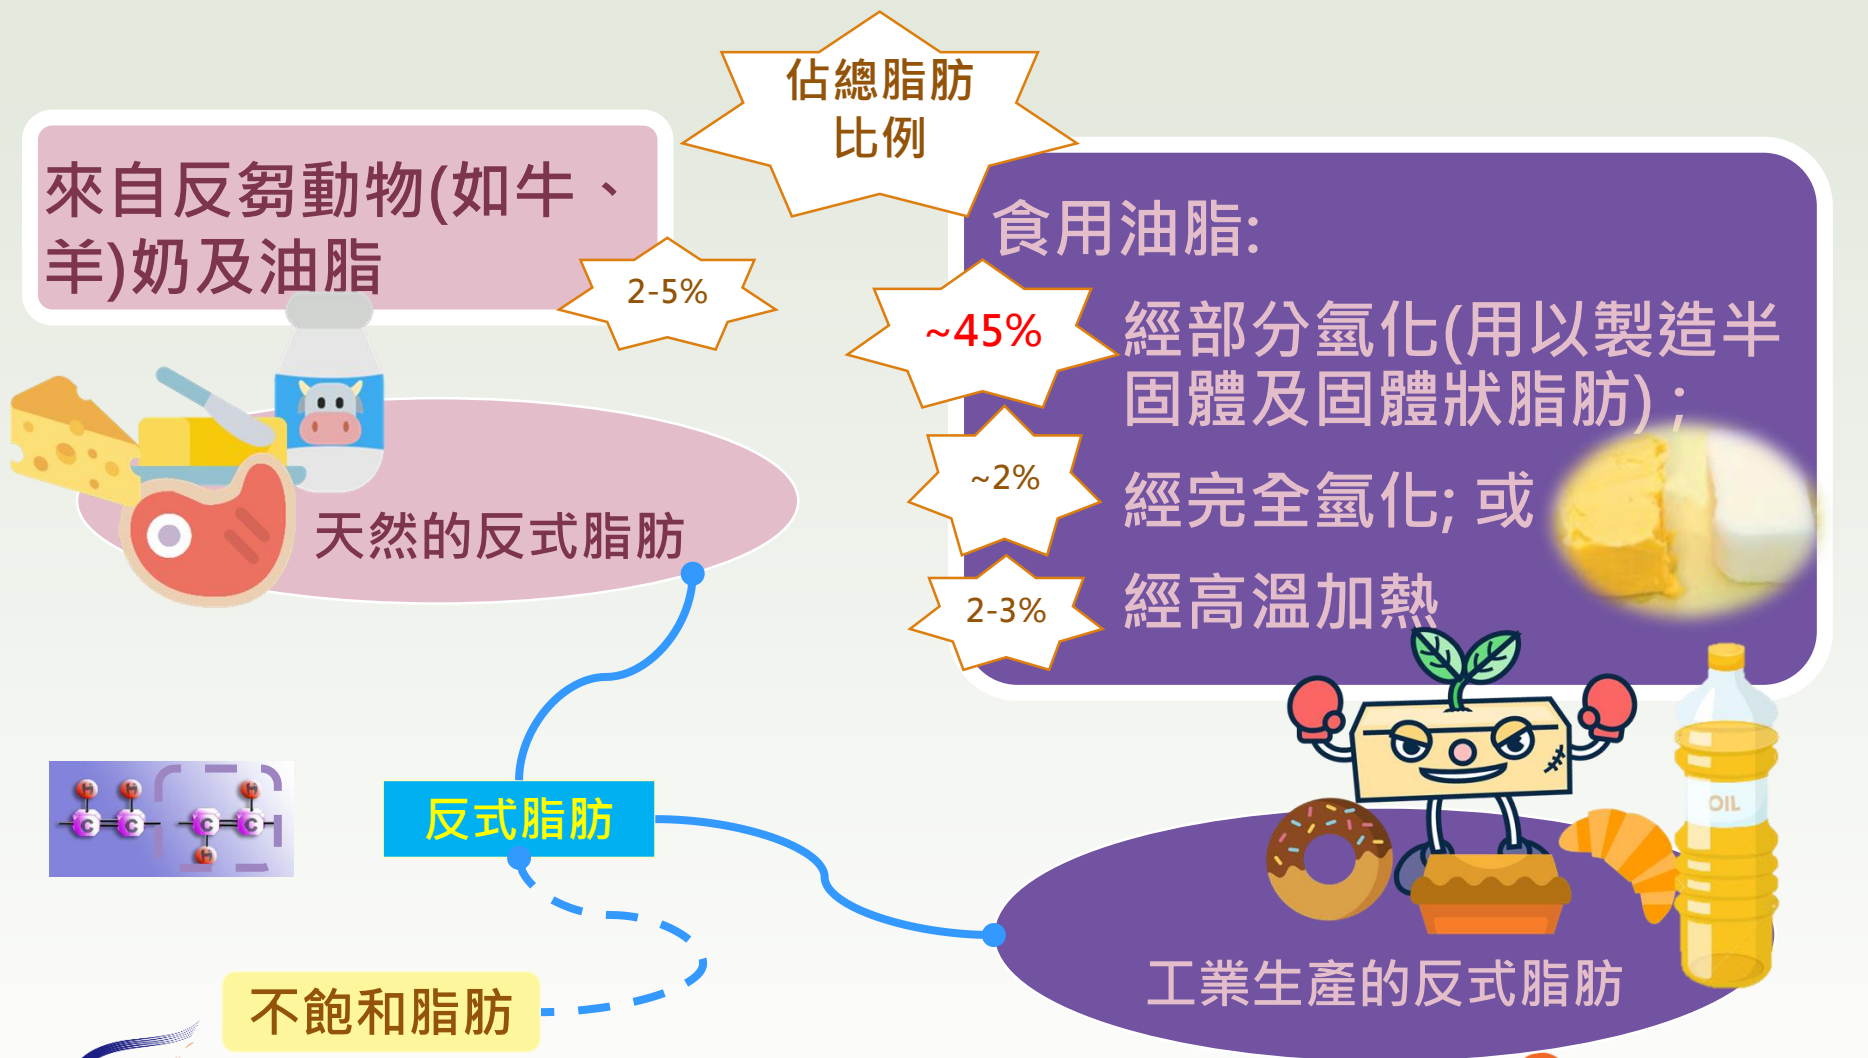 佔總脂肪
比例
來自反芻動物(如牛、
羊)奶及油脂
2-5%
食用油脂:
~45%
經部分氫化(用以製造半
固體及固體狀脂肪) ;
~2%
經完全氫化; 或
2-3%
經高溫加熱
天然的反式脂肪
H H H
C C C C
H
反式脂肪
OIL
工業生產的反式脂肪
不飽和脂肪